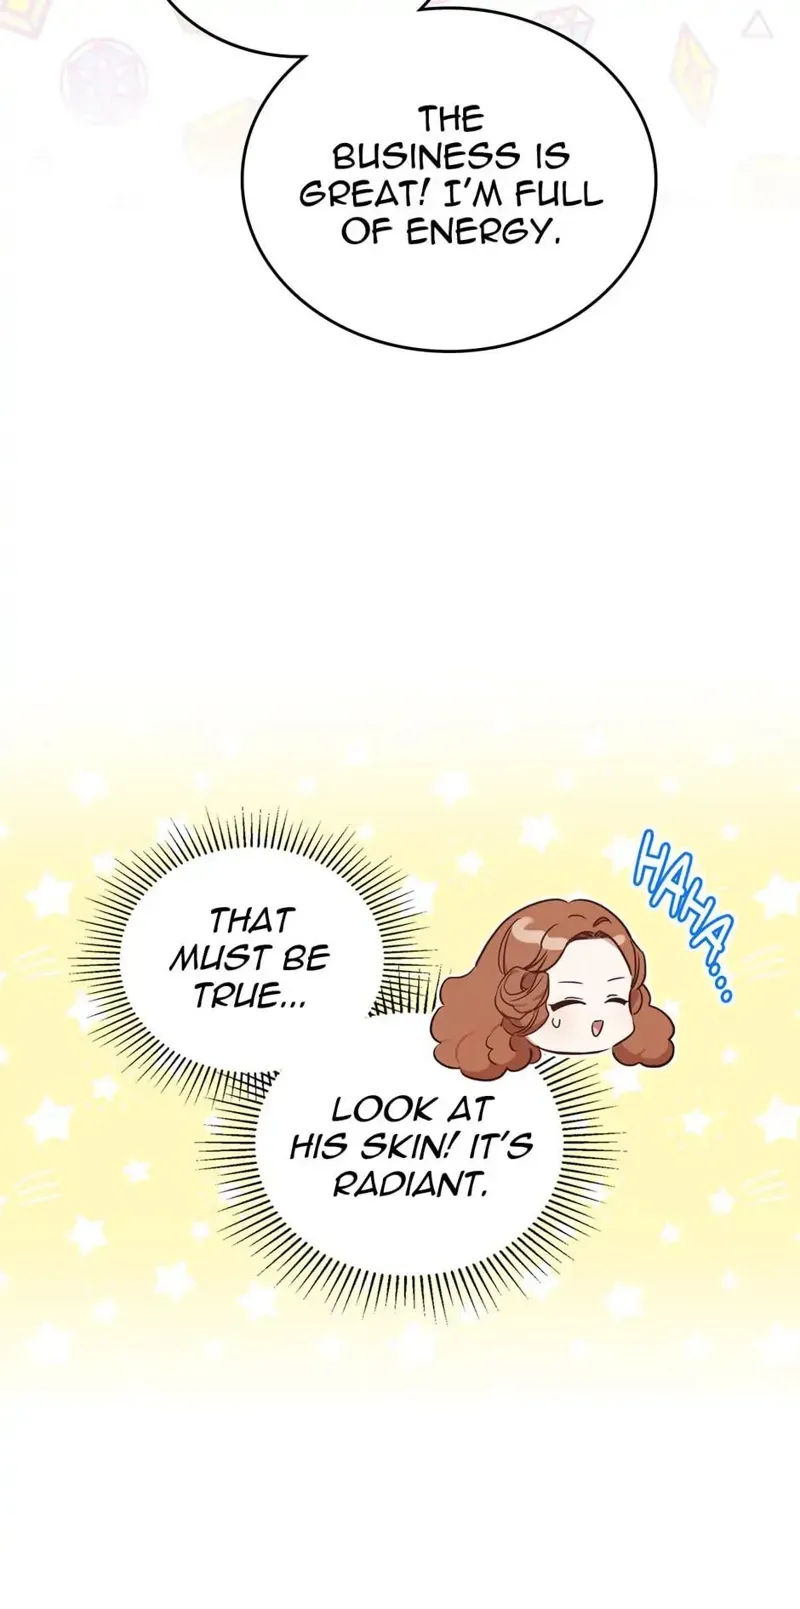 THE
BUSINESS IS
GREAT! I'M FULL
OF ENERGY.
THAT
MUST BE
TRUE...
HAHA...
LOOK AT
HIS SKIN! IT'S
RADIANT.